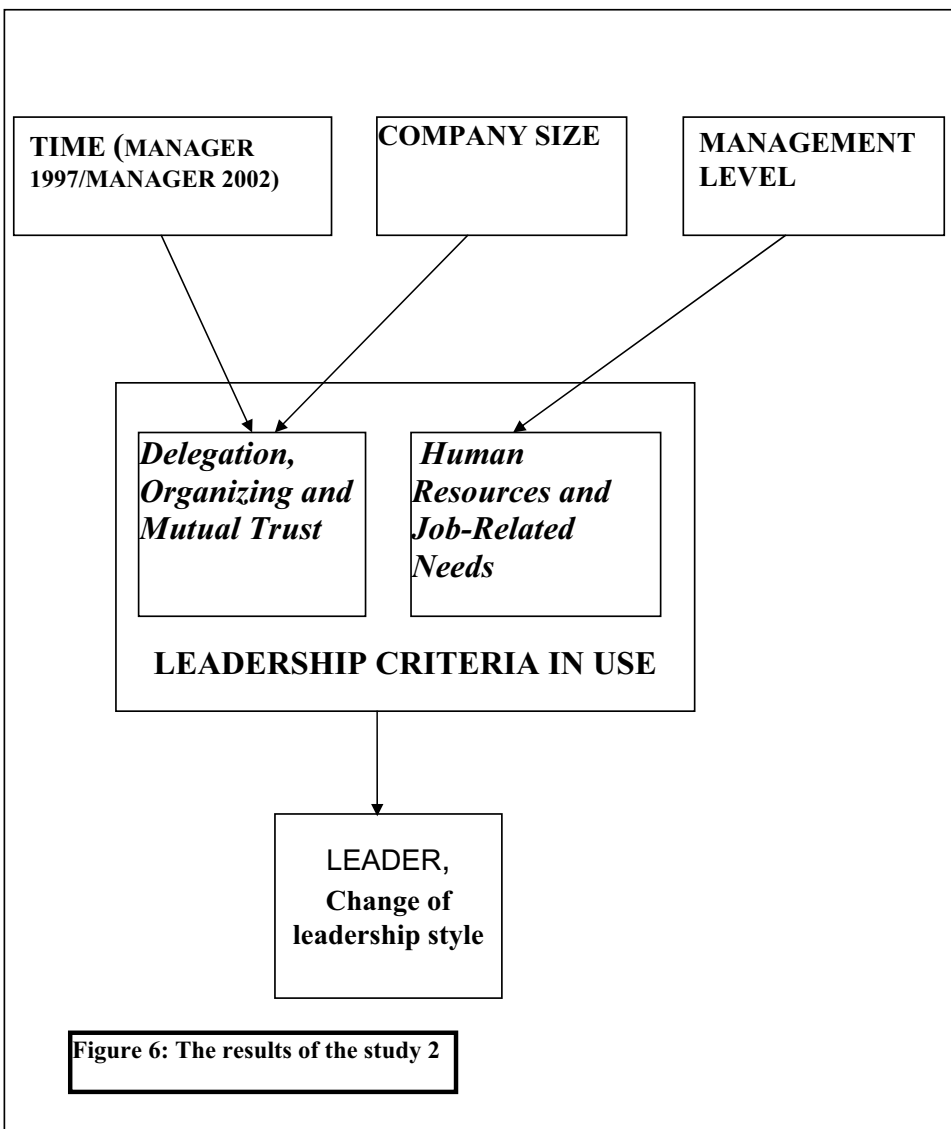 TIME (MANAGER
1997/MANAGER 2002)
COMPANY SIZE
MANAGEMENT
LEVEL
Delegation,
Organizing and
Mutual Trust
Human
Resources and
Job-Related
Needs
LEADERSHIP CRITERIA IN USE
LEADER,
Change of
leadership style
Figure 6: The results of the study 2